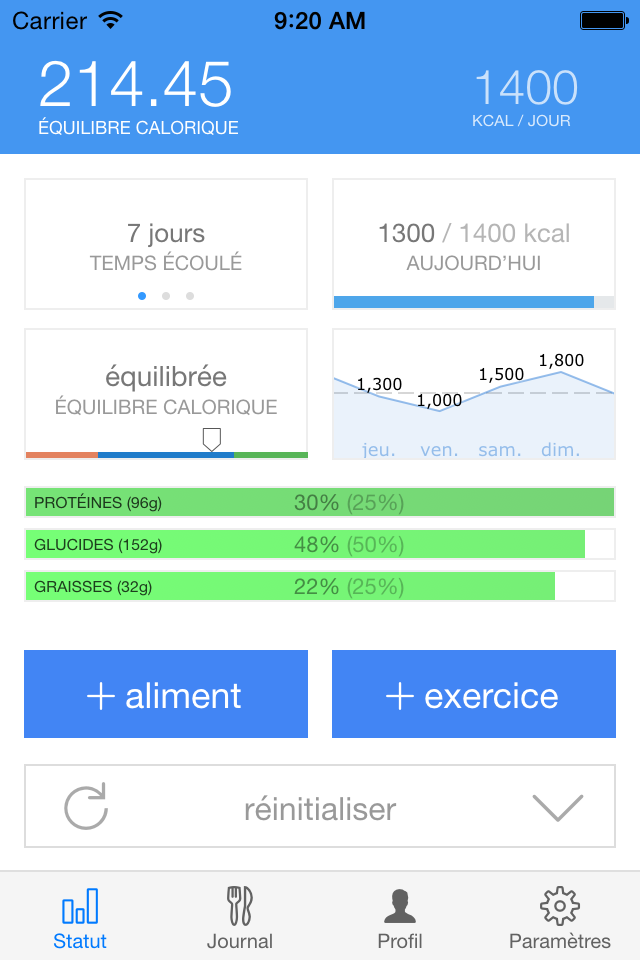 Carrier 9:20 AM
214.45 1400
ÉQUILIBRE CALORIQUE KCAL / JOUR
7 jours
TEMPS ÉCOULÉ
1300 / 1400 kcal
AUJOURD’HUI
équilibrée
ÉQUILIBRE CALORIQUE
1,300 1,000 1,500 1,800
jeu. ven. sam. dim.
PROTÉINES (96g) 30% (25%)
GLUCIDES (152g) 48% (50%)
GRAISSES (32g) 22% (25%)
+ aliment + exercice
réinitialiser
Statut Journal Profil Paramètres